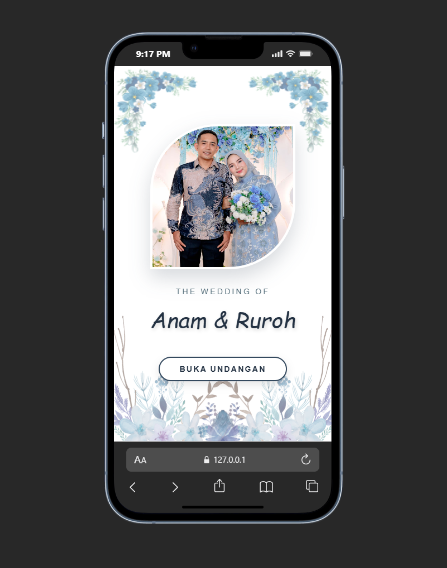 9:17 PM
THE WEDDING OF
Anam & Ruroh
BUKA UNDANGAN
AA
127.0.0.1